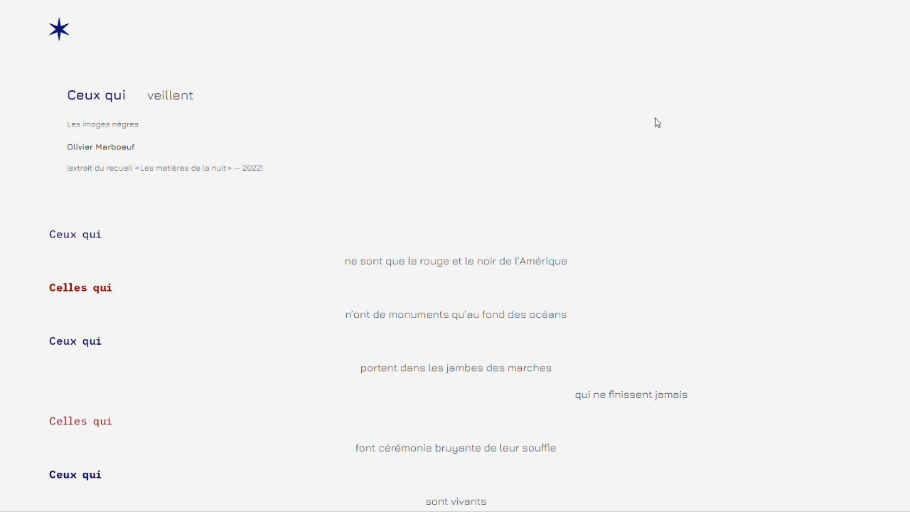 Ceux qui veillent
Les images nègres
Olivier Marboeuf
[extrait du recueil « Les matières de la nuit » — 2022]
Ceux qui
ne sont que le rouge et le noir de l'Amérique
Celles qui
n'ont de monuments qu'au fond des océans
Ceux qui
portent dans les jambes des marches
qui ne finissent jamais
Celles qui
font cérémonie bruyante de leur souffle
Ceux qui
sont vivants